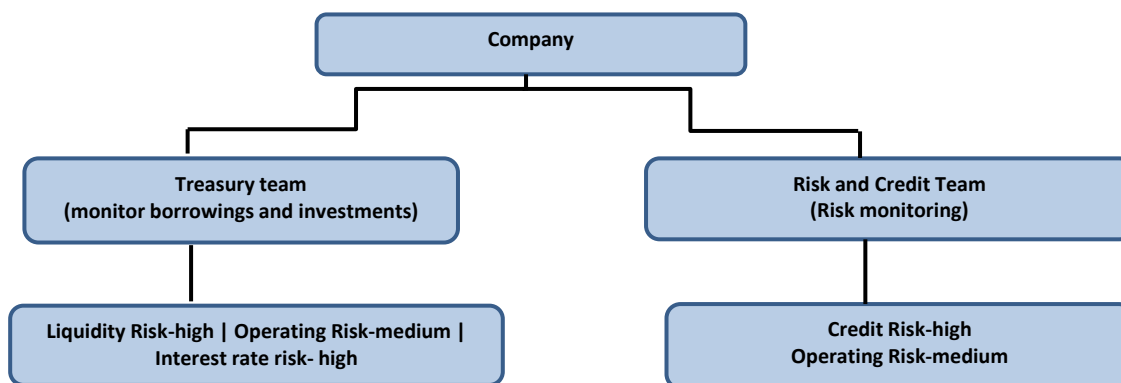 Company
Treasury team
(monitor borrowings and investments)
Risk and Credit Team
(Risk monitoring)
Liquidity Risk-high | Operating Risk-medium |
Interest rate risk- high
Credit Risk-high
Operating Risk-medium